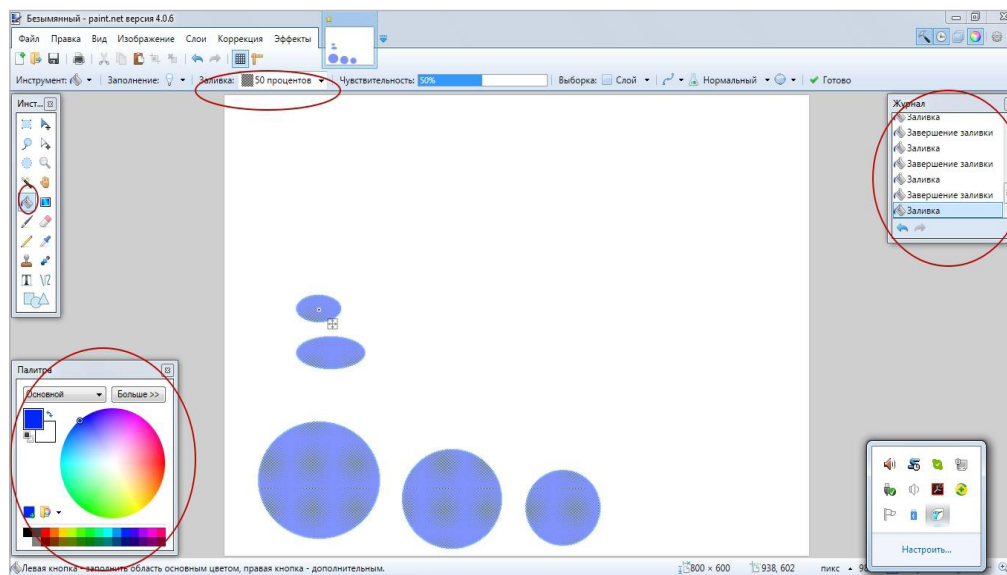 Безымянный - paint.net версия 4.0.6
Файл Правка Вид Изображение Слои Коррекция Эффекты
Инструмент: Заполнение: Заливка: 50 процентов Чувствительность: 50% Выборка: Слой Нормальный Готово
Инст...
Журнал
Заливка
Завершение заливки
Заливка
Завершение заливки
Заливка
Завершение заливки
Заливка
Палитра
Основной Больше >>
Настроить...
Левая кнопка - заполнить область основным цветом, правая кнопка - дополнительным. 800 × 600 938, 602 пикс